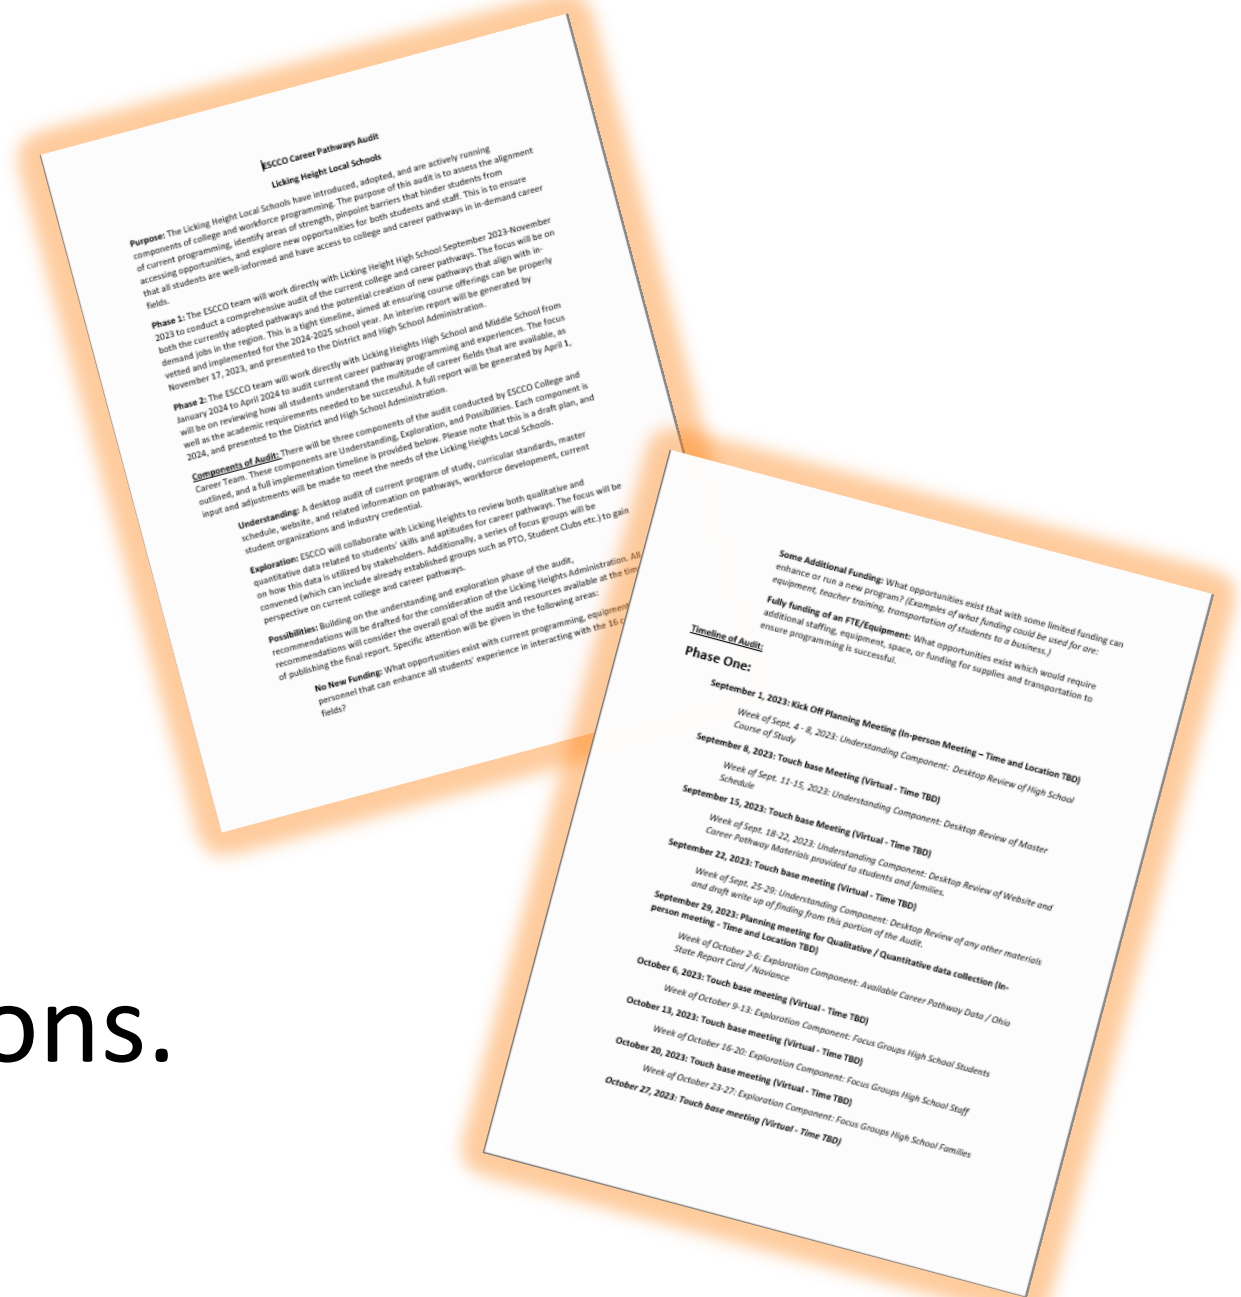 ESCCO Career Pathways Audit
Licking Height Local Schools
Purpose: The Licking Height Local Schools have introduced, adopted, and are actively running
components of college and workforce programming. The purpose of this audit is to assess the alignment
of current programming, identify areas of strength, pinpoint barriers that hinder students from
accessing opportunities, and explore new opportunities for both students and staff. This is to ensure
that all students are well-informed and have access to college and career pathways in in-demand career
fields.
Phase 1: The ESCCO team will work directly with Licking Height High School September 2023-November
2023 to conduct a comprehensive audit of the current college and career pathways. The focus will be on
both the currently adopted pathways and the potential creation of new pathways that align with in-
demand jobs in the region. This is a tight timeline, aimed at ensuring course offerings can be properly
vetted and implemented for the 2024-2025 school year. An interim report will be generated by
November 17, 2023, and presented to the District and High School Administration.
Phase 2: The ESCCO team will work directly with Licking Heights High School and Middle School from
January 2024 to April 2024 to audit current career pathway programming and experiences. The focus
will be on reviewing how all students understand the multitude of career fields that are available, as
well as the academic requirements needed to be successful. A full report will be generated by April 1,
2024, and presented to the District and High School Administration.
Components of Audit: There will be three components of the audit conducted by ESCCO College and
Career Team. These components are Understanding, Exploration, and Possibilities. Each component is
outlined, and a full implementation timeline is provided below. Please note that this is a draft plan, and
input and adjustments will be made to meet the needs of the Licking Heights Local Schools.
Understanding: A desktop audit of current program of study, curricular standards, master
schedule, website, and related information on pathways, workforce development, current
student organizations and industry credential.
Exploration: ESCCO will collaborate with Licking Heights to review both qualitative and
quantitative data related to students' skills and aptitudes for career pathways. The focus will be
on how this data is utilized by stakeholders. Additionally, a series of focus groups will be
convened (which can include already established groups such as PTO, Student Clubs etc.) to gain
perspective on current college and career pathways.
Possibilities: Building on the understanding and exploration phase of the audit,
recommendations will be drafted for the consideration of the Licking Heights Administration. All
recommendations will consider the overall goal of the audit and resources available at the time
of publishing the final report. Specific attention will be given in the following areas:
No New Funding: What opportunities exist with current programming, equipment
personnel that can enhance all students' experience in interacting with the 16 c
fields?
Some Additional Funding: What opportunities exist that with some limited funding can
enhance or run a new program? (Examples of what funding could be used for are:
equipment, teacher training, transportation of students to a business.)
Fully funding of an FTE/Equipment: What opportunities exist which would require
additional staffing, equipment, space, or funding for supplies and transportation to
ensure programming is successful.
Timeline of Audit:
Phase One:
September 1, 2023: Kick Off Planning Meeting (In-person Meeting – Time and Location TBD)
Week of Sept. 4 - 8, 2023: Understanding Component: Desktop Review of High School
Course of Study
September 8, 2023: Touch base Meeting (Virtual - Time TBD)
Week of Sept. 11-15, 2023: Understanding Component: Desktop Review of Master
Schedule
September 15, 2023: Touch base Meeting (Virtual - Time TBD)
Week of Sept. 18-22, 2023: Understanding Component: Desktop Review of Website and
Career Pathway Materials provided to students and families.
September 22, 2023: Touch base meeting (Virtual - Time TBD)
Week of Sept. 25-29: Understanding Component: Desktop Review of any other materials
and draft write up of finding from this portion of the Audit.
September 29, 2023: Planning meeting for Qualitative / Quantitative data collection (In-
person meeting - Time and Location TBD)
Week of October 2-6: Exploration Component: Available Career Pathway Data / Ohio
State Report Card / Naviance
October 6, 2023: Touch base meeting (Virtual - Time TBD)
Week of October 9-13: Exploration Component: Focus Groups High School Students
October 13, 2023: Touch base meeting (Virtual - Time TBD)
Week of October 16-20: Exploration Component: Focus Groups High School Staff
October 20, 2023: Touch base meeting (Virtual - Time TBD)
Week of October 23-27: Exploration Component: Focus Groups High School Families
October 27, 2023: Touch base meeting (Virtual - Time TBD)
ons.